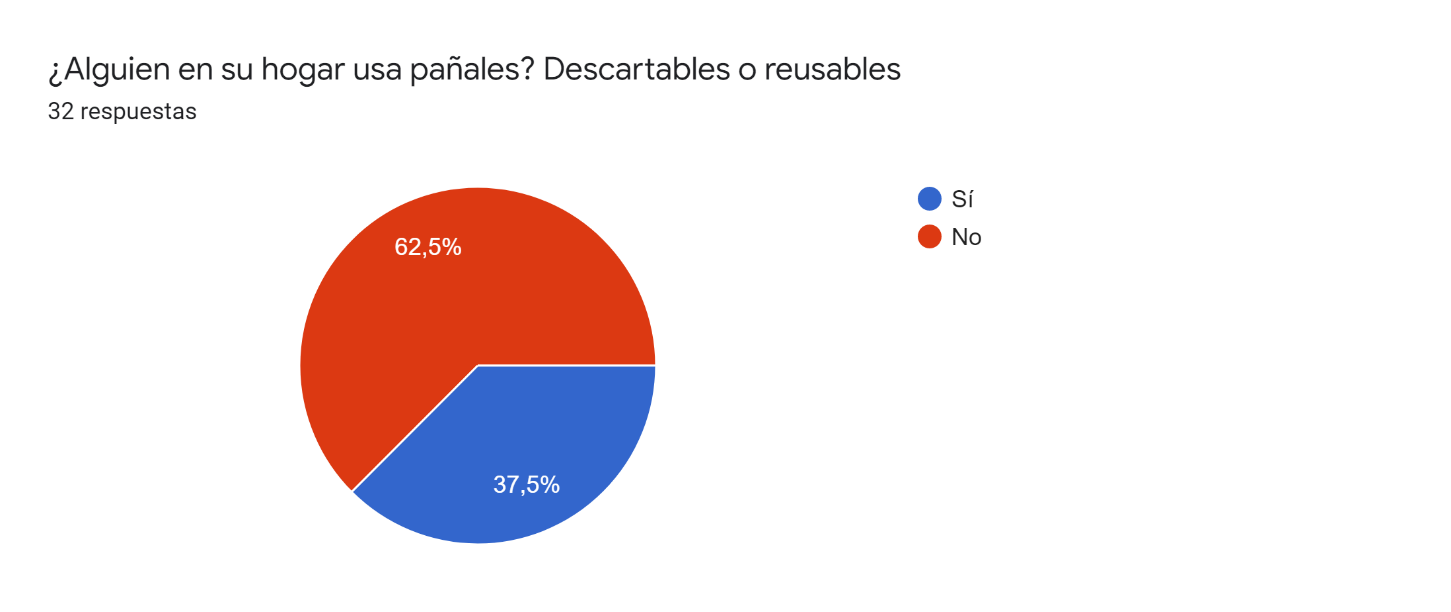 ¿Alguien en su hogar usa pañales? Descartables o reusables
32 respuestas
Sí
No
62,5%
37,5%